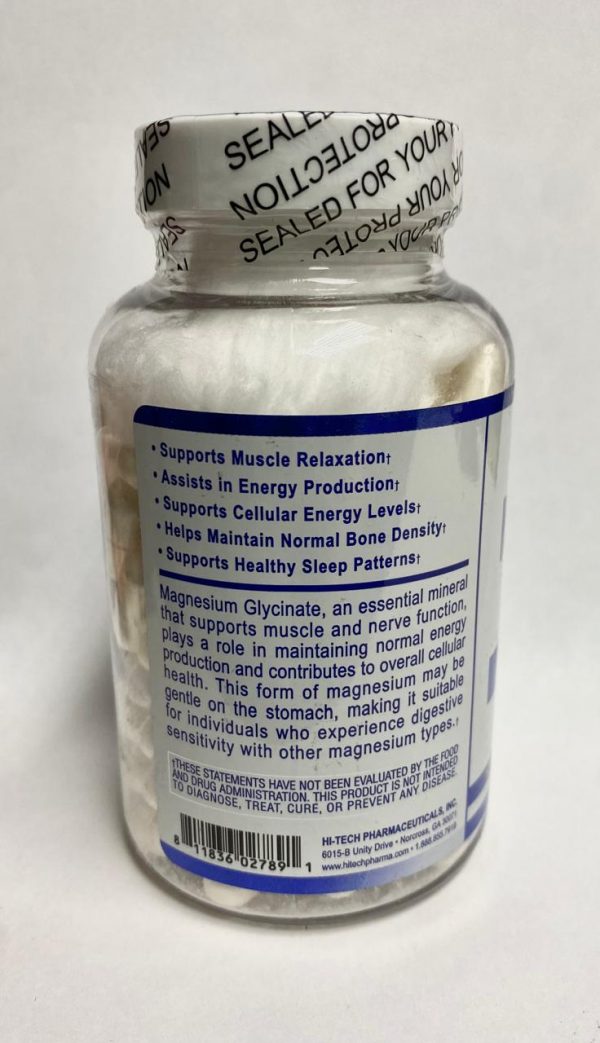 SEALED
PROTECTION
SEALED FOR YOUR
• Supports Muscle Relaxation†
• Assists in Energy Production†
• Supports Cellular Energy Levels†
• Helps Maintain Normal Bone Density†
• Supports Healthy Sleep Patterns†
Magnesium Glycinate, an essential mineral
that supports muscle and nerve function,
plays a role in maintaining normal energy
production and contributes to overall cellular
health. This form of magnesium may be
gentle on the stomach, making it suitable
for individuals who experience digestive
sensitivity with other magnesium types.†
†THESE STATEMENTS HAVE NOT BEEN EVALUATED BY THE FOOD
AND DRUG ADMINISTRATION. THIS PRODUCT IS NOT INTENDED
TO DIAGNOSE, TREAT, CURE, OR PREVENT ANY DISEASE.
HI-TECH PHARMACEUTICALS, INC.
6015-B Unity Drive • Norcross, GA 30071
www.hitechpharma.com • 1.888.855.7919
8 11836 02789 1